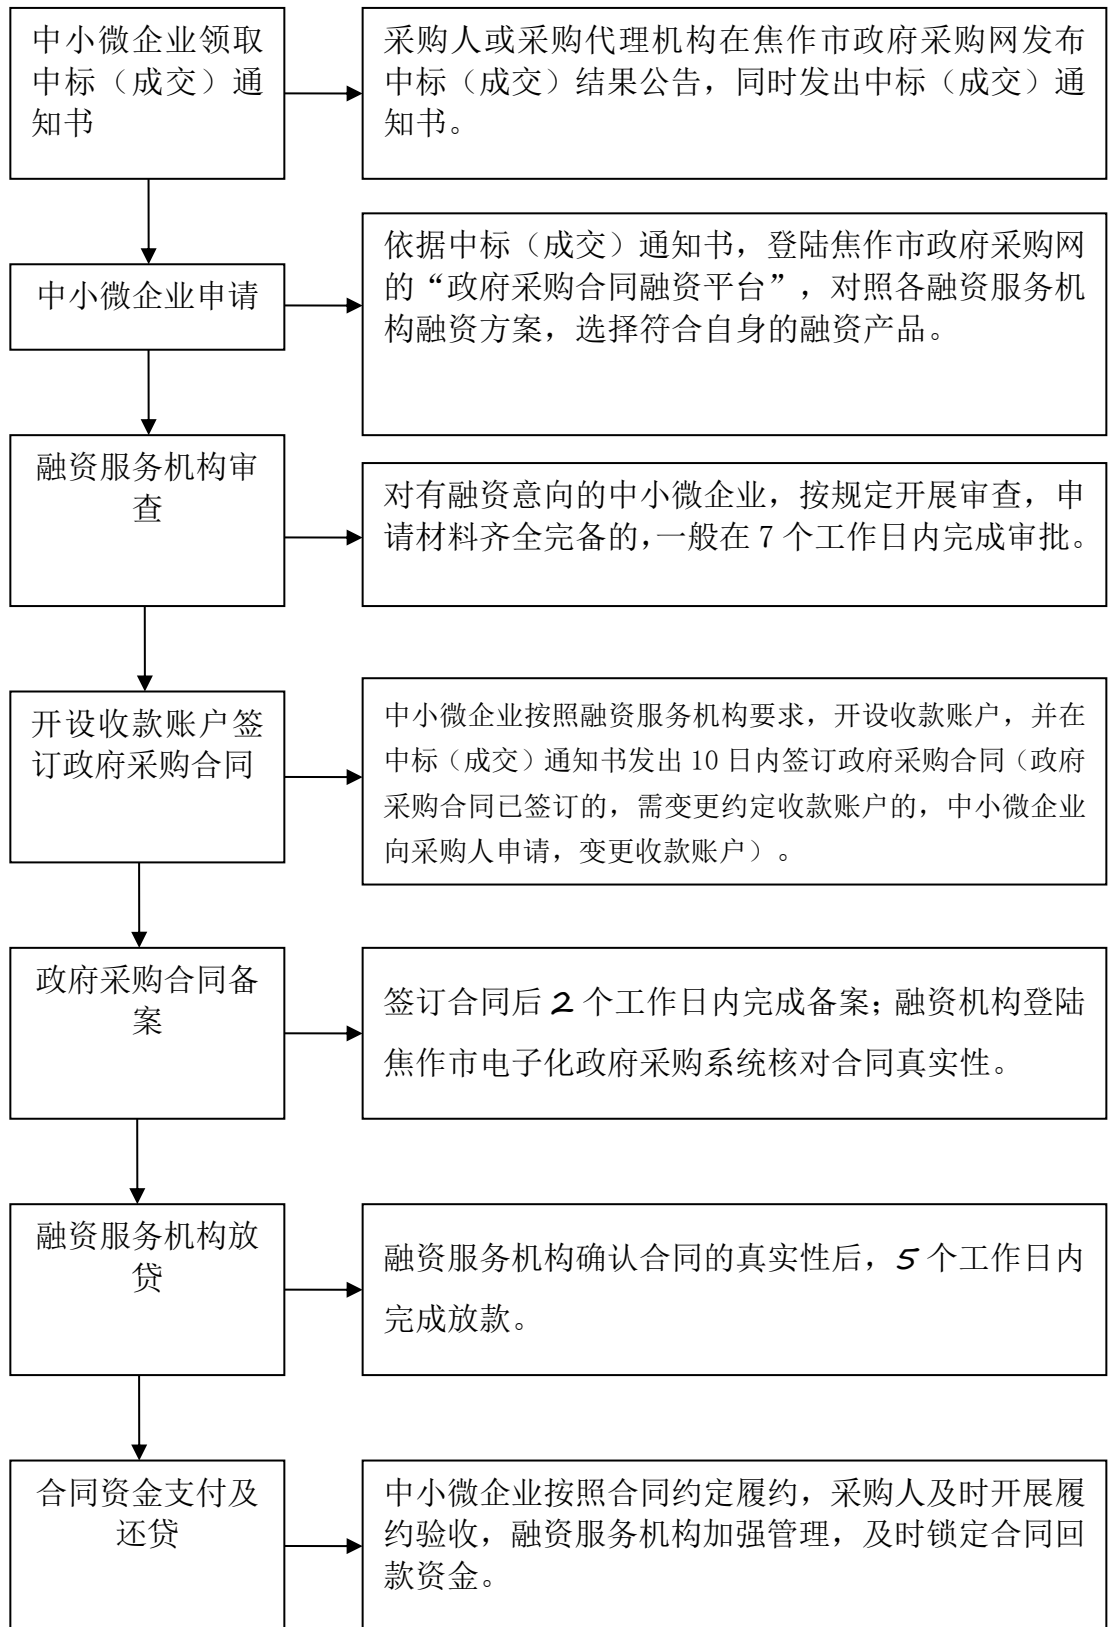 中小微企业领取
中标（成交）通
知书
采购人或采购代理机构在焦作市政府采购网发布
中标（成交）结果公告，同时发出中标（成交）通
知书。
中小微企业申请
依据中标（成交）通知书，登陆焦作市政府采购网
的“政府采购合同融资平台”，对照各融资服务机
构融资方案，选择符合自身的融资产品。
融资服务机构审
查
对有融资意向的中小微企业，按规定开展审查，申
请材料齐全完备的，一般在 7 个工作日内完成审批。
开设收款账户签
订政府采购合同
中小微企业按照融资服务机构要求，开设收款账户，并在
中标（成交）通知书发出 10 日内签订政府采购合同（政府
采购合同已签订的，需变更约定收款账户的，中小微企业
向采购人申请，变更收款账户）。
政府采购合同备
案
签订合同后 2 个工作日内完成备案；融资机构登陆
焦作市电子化政府采购系统核对合同真实性。
融资服务机构放
贷
融资服务机构确认合同的真实性后，5 个工作日内
完成放款。
合同资金支付及
还贷
中小微企业按照合同约定履约，采购人及时开展履
约验收，融资服务机构加强管理，及时锁定合同回
款资金。